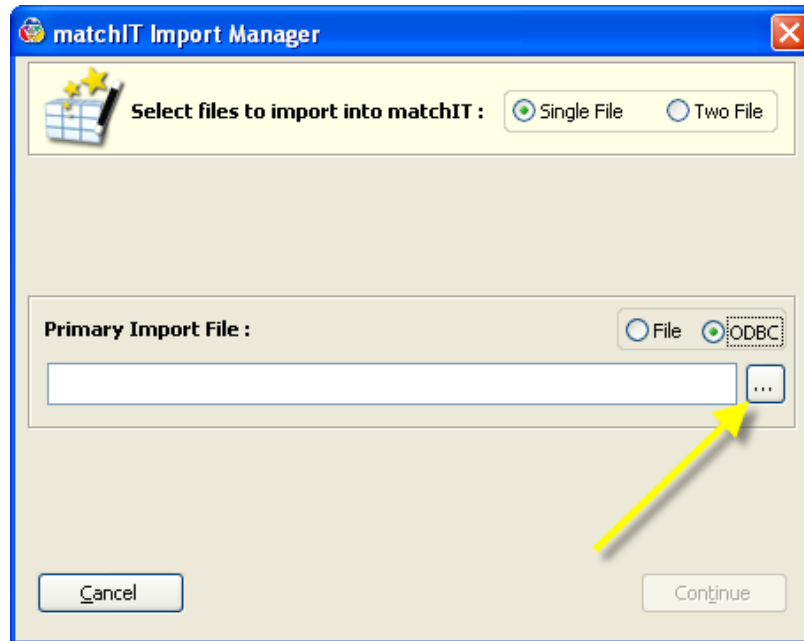 matchIT Import Manager
Select files to import into matchIT : Single File Two File
Primary Import File : File ODBC
...
Cancel Continue